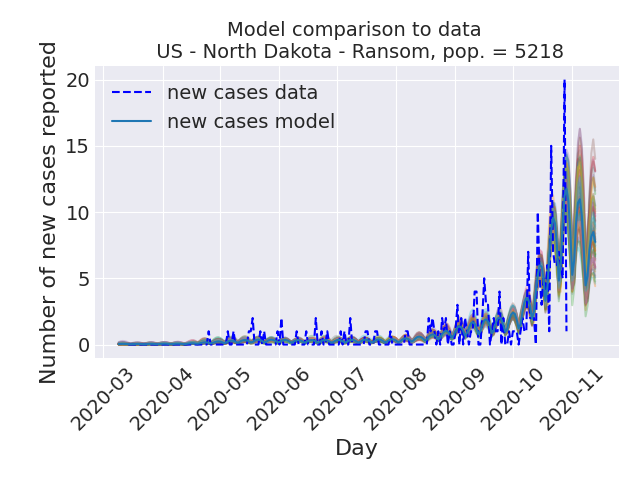 Model comparison to data
US - North Dakota - Ransom, pop. = 5218
Number of new cases reported
20
15
10
5
0
new cases data
new cases model
2020-03
2020-04
2020-05
2020-06
2020-07
2020-08
2020-09
2020-10
2020-11
Day